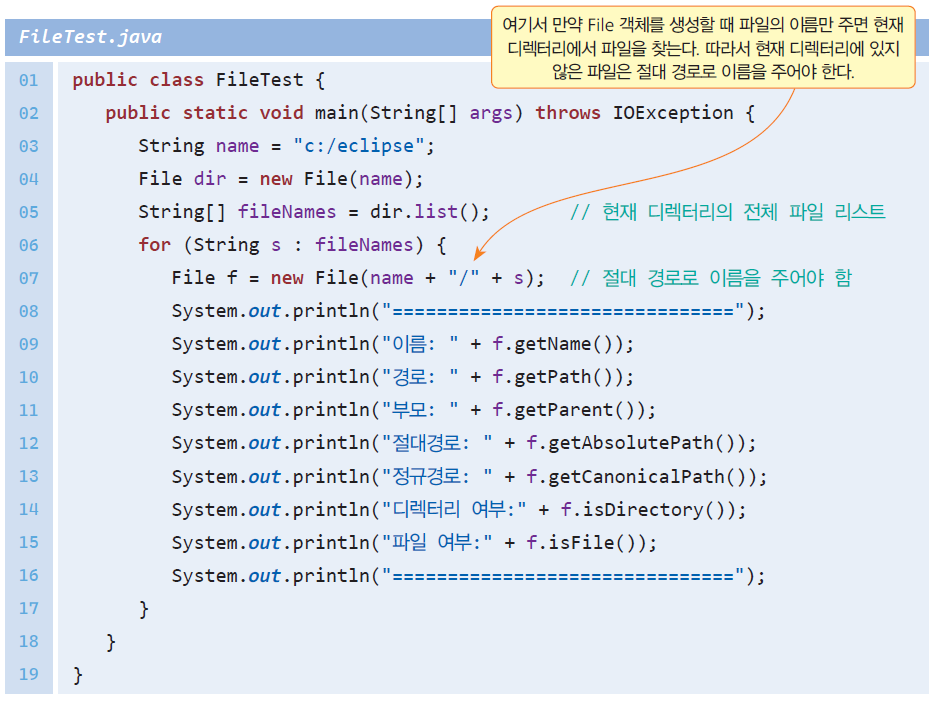 FileTest.java
여기서 만약 File 객체를 생성할 때 파일의 이름만 주면 현재
디렉터리에서 파일을 찾는다. 따라서 현재 디렉터리에 있지
않은 파일은 절대 경로로 이름을 주어야 한다.
01 public class FileTest {
02 public static void main(String[] args) throws IOException {
03 String name = "c:/eclipse";
04 File dir = new File(name);
05 String[] fileNames = dir.list(); // 현재 디렉터리의 전체 파일 리스트
06 for (String s : fileNames) {
07 File f = new File(name + "/" + s); // 절대 경로로 이름을 주어야 함
08 System.out.println("===============================");
09 System.out.println("이름: " + f.getName());
10 System.out.println("경로: " + f.getPath());
11 System.out.println("부모: " + f.getParent());
12 System.out.println("절대경로: " + f.getAbsolutePath());
13 System.out.println("정규경로: " + f.getCanonicalPath());
14 System.out.println("디렉터리 여부:" + f.isDirectory());
15 System.out.println("파일 여부:" + f.isFile());
16 System.out.println("===============================");
17 }
18 }
19 }